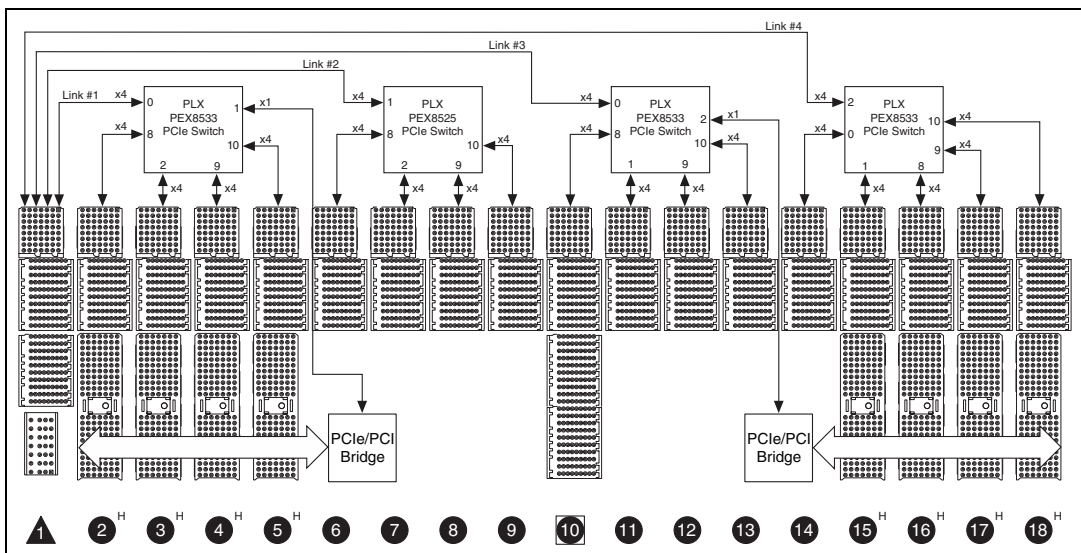 Link #4
Link #3
Link #2
Link #1 x4
x4 0 PLX PEX8533 PCIe Switch 1 x1
x4 8 10 x4
2 9
x4 x4
x4 1 PLX PEX8525 PCIe Switch
x4 8 10 x4
2 9
x4 x4
x4 0 PLX PEX8533 PCIe Switch 2 x1
x4 8 10 x4
1 9
x4 x4
x4 2 PLX PEX8533 PCIe Switch 10 x4
x4 0 9 x4
1 8
x4 x4
PCIe/PCI
Bridge
PCIe/PCI
Bridge
1 2 H 3 H 4 H 5 H 6 7 8 9 10 11 12 13 14 15 H 16 H 17 H 18 H